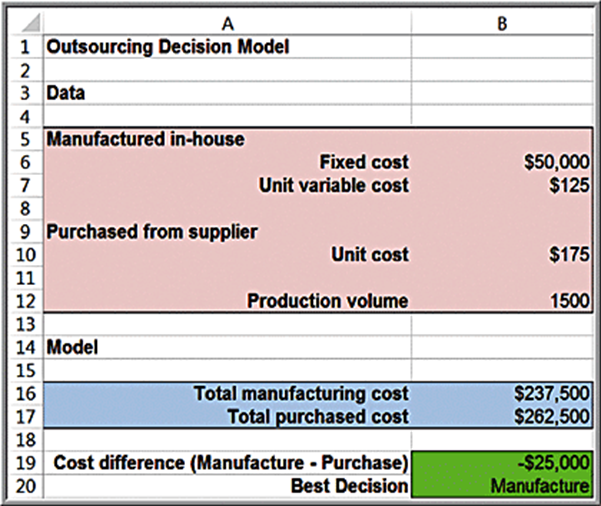 A B
1 Outsourcing Decision Model
2
3 Data
4
5 Manufactured in-house
6 Fixed cost $50,000
7 Unit variable cost $125
8
9 Purchased from supplier
10 Unit cost $175
11
12 Production volume 1500
13
14 Model
15
16 Total manufacturing cost $237,500
17 Total purchased cost $262,500
18
19 Cost difference (Manufacture - Purchase) -$25,000
20 Best Decision Manufacture